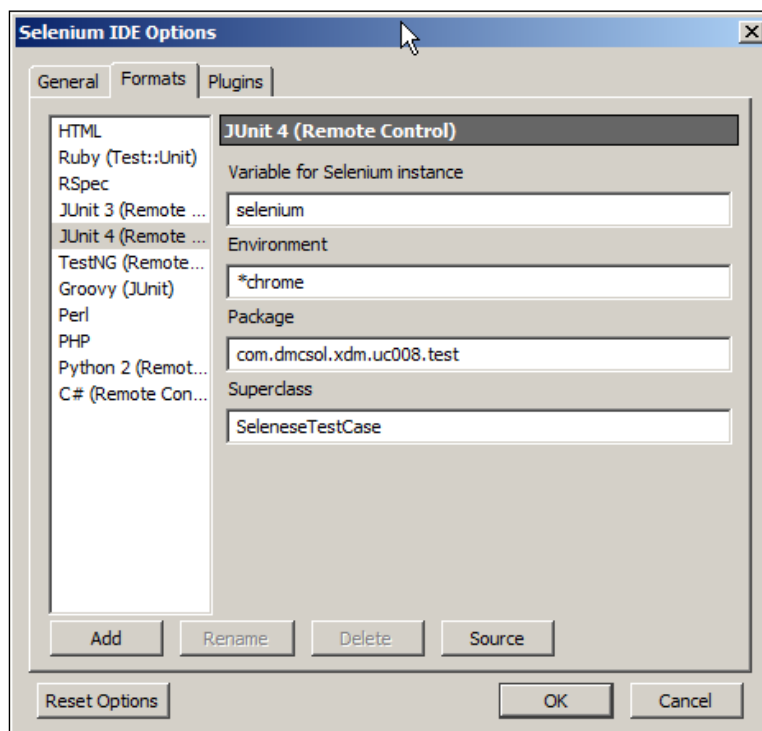 Selenium IDE Options
General Formats Plugins
HTML
Ruby (Test::Unit)
RSpec
JUnit 3 (Remote ...
JUnit 4 (Remote ...
TestNG (Remote...
Groovy (JUnit)
Perl
PHP
Python 2 (Remot...
C# (Remote Con...
JUnit 4 (Remote Control)
Variable for Selenium instance
selenium
Environment
*chrome
Package
com.dmcsol.xdm.uc008.test
Superclass
SeleneseTestCase
Add Rename Delete Source
Reset Options OK Cancel